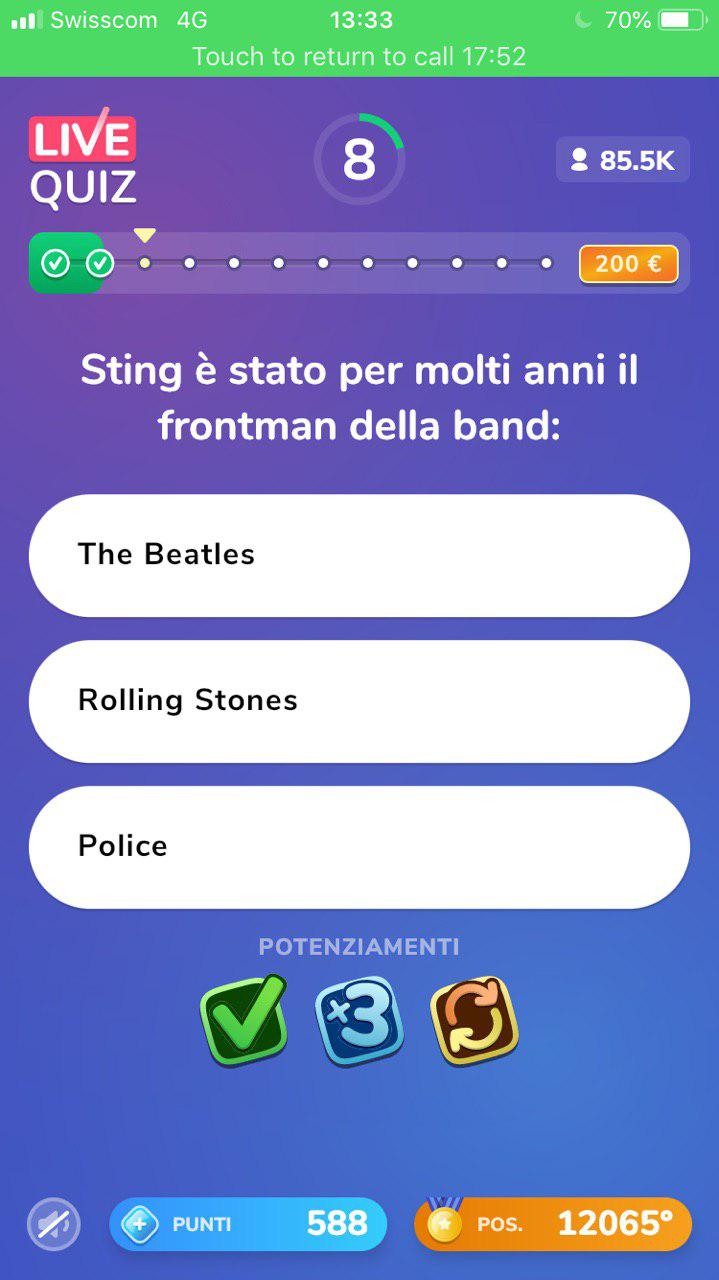 Swisscom 4G 13:33 70%
Touch to return to call 17:52
LIVE
QUIZ
8
85.5K
200 €
Sting è stato per molti anni il
frontman della band:
The Beatles
Rolling Stones
Police
POTENZIAMENTI
×3
PUNTI 588
POS. 12065°